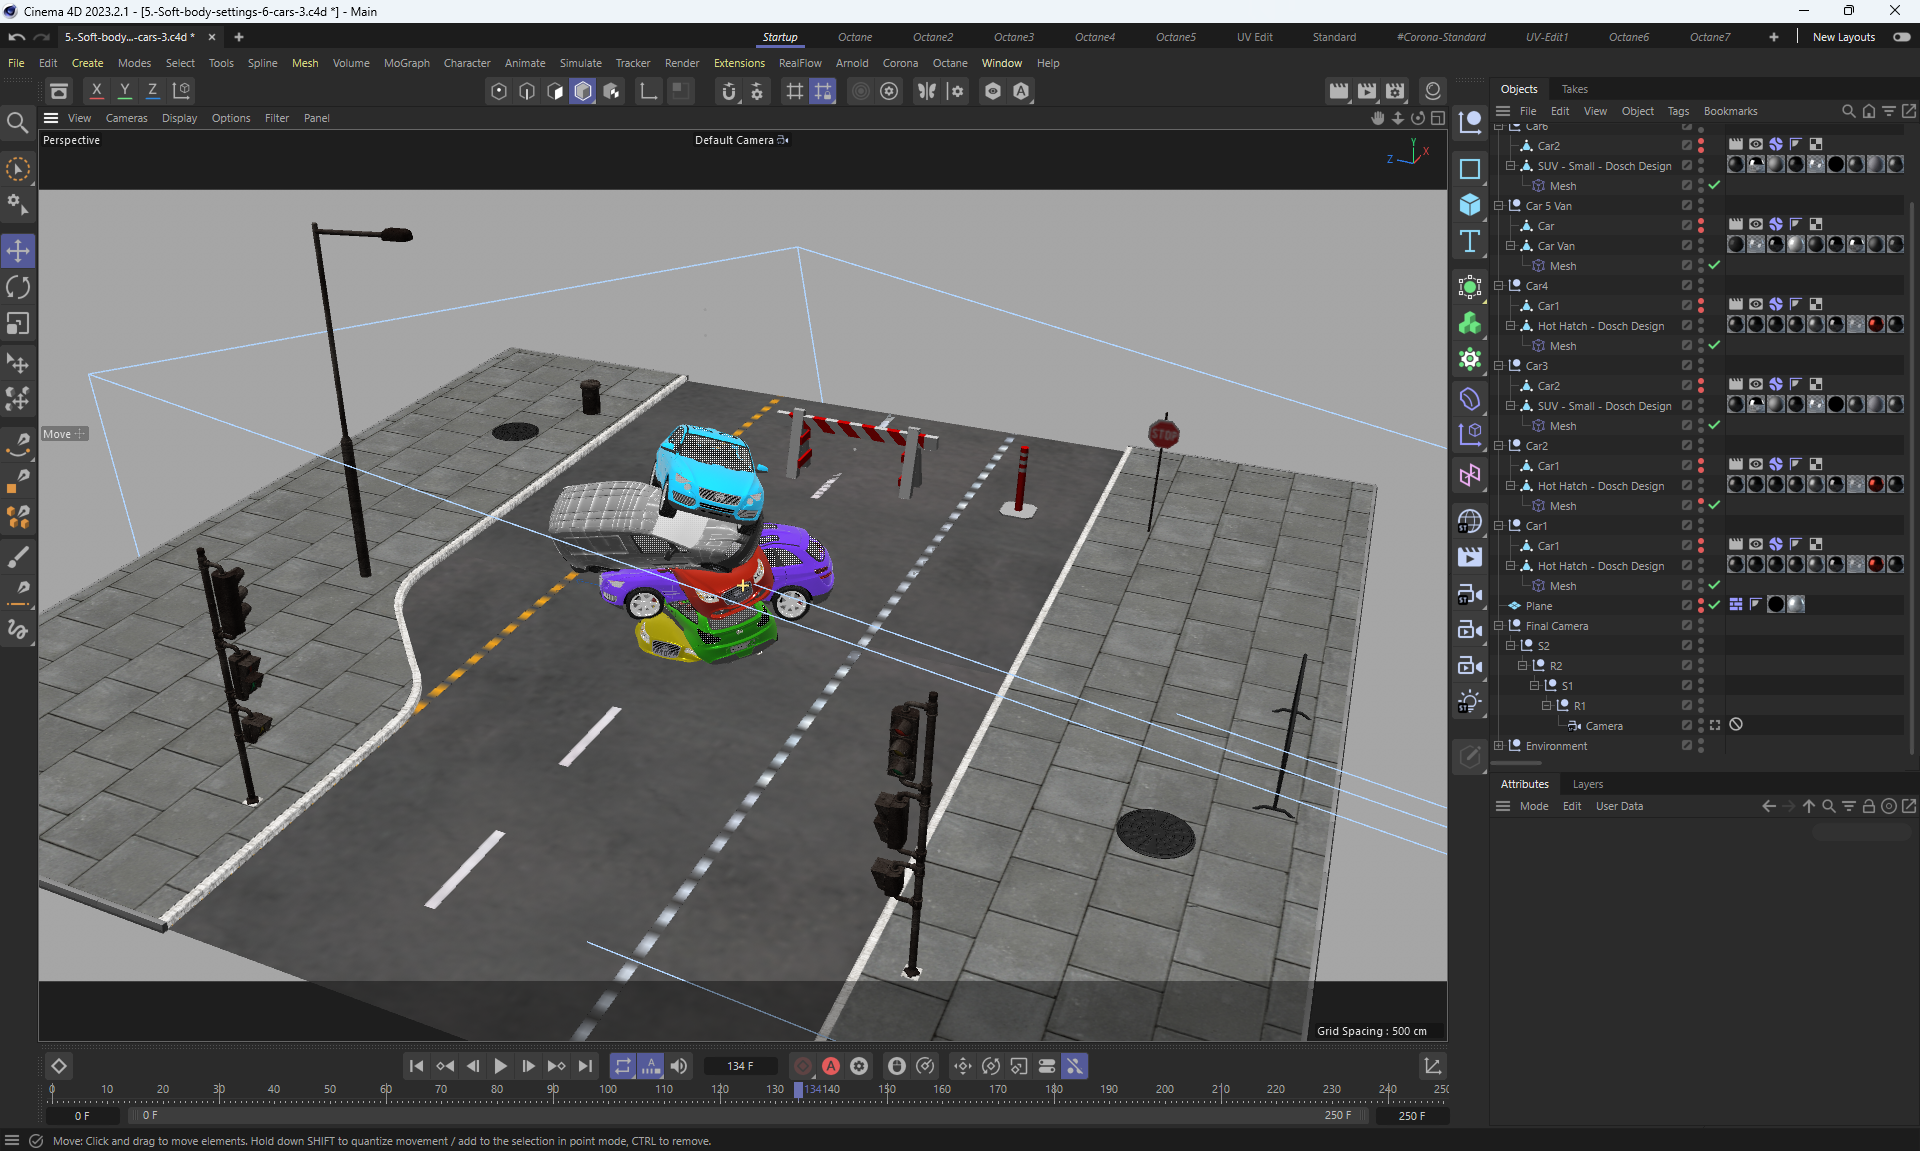 Cinema 4D 2023.2.1 - [5.-Soft-body-settings-6-cars-3.c4d *] - Main
5.-Soft-body...-cars-3.c4d *
Startup Octane Octane2 Octane3 Octane4 Octane5 UV Edit Standard #Corona-Standard UV-Edit1 Octane6 Octane7 New Layouts
File Edit Create Modes Select Tools Spline Mesh Volume MoGraph Character Animate Simulate Tracker Render Extensions RealFlow Arnold Corona Octane Window Help
X Y Z
View Cameras Display Options Filter Panel
Perspective
Default Camera
Y
Z X
Move
STOP
Grid Spacing : 500 cm
Objects Takes
File Edit View Object Tags Bookmarks
Car6
Car2
SUV - Small - Dosch Design
Mesh
Car 5 Van
Car
Car Van
Mesh
Car4
Car1
Hot Hatch - Dosch Design
Mesh
Car3
Car2
SUV - Small - Dosch Design
Mesh
Car2
Car1
Hot Hatch - Dosch Design
Mesh
Car1
Car1
Hot Hatch - Dosch Design
Mesh
Plane
Final Camera
S2
R2
S1
R1
Camera
Environment
Attributes Layers
Mode Edit User Data
134 F
0 10 20 30 40 50 60 70 80 90 100 110 120 130 134 140 150 160 170 180 190 200 210 220 230 240 250
0 F 0 F 250 F 250 F
Move: Click and drag to move elements. Hold down SHIFT to quantize movement / add to the selection in point mode, CTRL to remove.